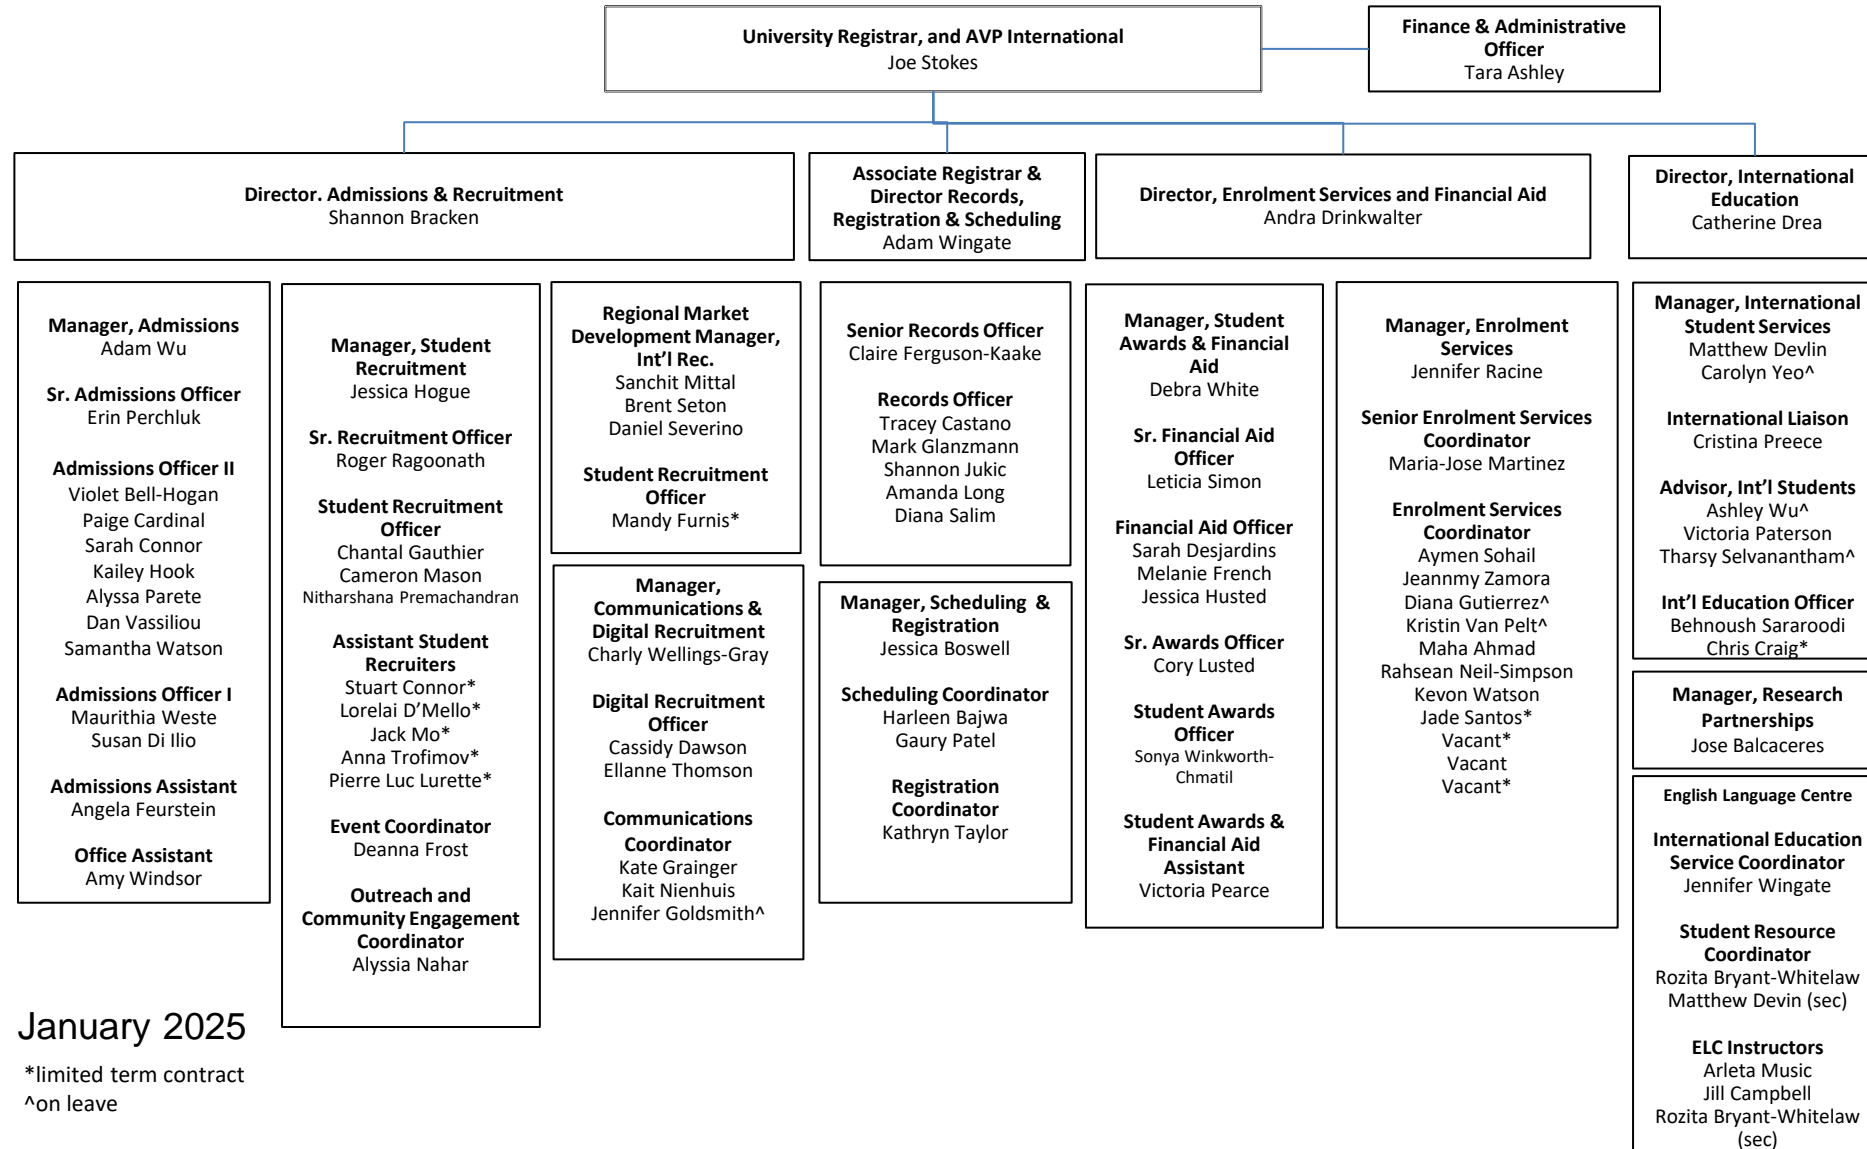 University Registrar, and AVP International
Joe Stokes
Finance & Administrative
Officer
Tara Ashley
Director. Admissions & Recruitment
Shannon Bracken
Associate Registrar &
Director Records,
Registration & Scheduling
Adam Wingate
Director, Enrolment Services and Financial Aid
Andra Drinkwalter
Director, International
Education
Catherine Drea
Manager, Admissions
Adam Wu
Sr. Admissions Officer
Erin Perchluk
Admissions Officer II
Violet Bell-Hogan
Paige Cardinal
Sarah Connor
Kailey Hook
Alyssa Parete
Dan Vassiliou
Samantha Watson
Admissions Officer I
Maurithia Weste
Susan Di Ilio
Admissions Assistant
Angela Feurstein
Office Assistant
Amy Windsor
Manager, Student
Recruitment
Jessica Hogue
Sr. Recruitment Officer
Roger Ragoonath
Student Recruitment
Officer
Chantal Gauthier
Cameron Mason
Nitharshana Premachandran
Assistant Student
Recruiters
Stuart Connor*
Lorelai D’Mello*
Jack Mo*
Anna Trofimov*
Pierre Luc Lurette*
Event Coordinator
Deanna Frost
Outreach and
Community Engagement
Coordinator
Alyssia Nahar
Regional Market
Development Manager,
Int’l Rec.
Sanchit Mittal
Brent Seton
Daniel Severino
Student Recruitment
Officer
Mandy Furnis*
Manager,
Communications &
Digital Recruitment
Charly Wellings-Gray
Digital Recruitment
Officer
Cassidy Dawson
Ellanne Thomson
Communications
Coordinator
Kate Grainger
Kait Nienhuis
Jennifer Goldsmith^
Senior Records Officer
Claire Ferguson-Kaake
Records Officer
Tracey Castano
Mark Glanzmann
Shannon Jukic
Amanda Long
Diana Salim
Manager, Scheduling &
Registration
Jessica Boswell
Scheduling Coordinator
Harleen Bajwa
Gaury Patel
Registration
Coordinator
Kathryn Taylor
Manager, Student
Awards & Financial
Aid
Debra White
Sr. Financial Aid
Officer
Leticia Simon
Financial Aid Officer
Sarah Desjardins
Melanie French
Jessica Husted
Sr. Awards Officer
Cory Lusted
Student Awards
Officer
Sonya Winkworth-
Chmatil
Student Awards &
Financial Aid
Assistant
Victoria Pearce
Manager, Enrolment
Services
Jennifer Racine
Senior Enrolment Services
Coordinator
Maria-Jose Martinez
Enrolment Services
Coordinator
Aymen Sohail
Jeannmy Zamora
Diana Gutierrez^
Kristin Van Pelt^
Maha Ahmad
Rahsean Neil-Simpson
Kevon Watson
Jade Santos*
Vacant*
Vacant
Vacant*
Manager, International
Student Services
Matthew Devlin
Carolyn Yeo^
International Liaison
Cristina Preece
Advisor, Int’l Students
Ashley Wu^
Victoria Paterson
Tharsy Selvanantham^
Int’l Education Officer
Behnoush Sararoodi
Chris Craig*
Manager, Research
Partnerships
Jose Balcaceres
English Language Centre
International Education
Service Coordinator
Jennifer Wingate
Student Resource
Coordinator
Rozita Bryant-Whitelaw
Matthew Devin (sec)
ELC Instructors
Arleta Music
Jill Campbell
Rozita Bryant-Whitelaw
(sec)
January 2025
*limited term contract
^on leave